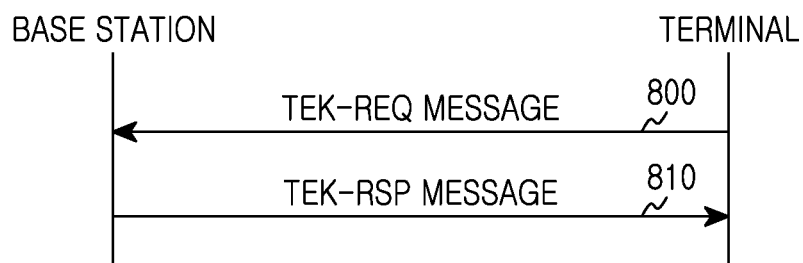 BASE STATION
TERMINAL
TEK-REQ MESSAGE
800
TEK-RSP MESSAGE
810